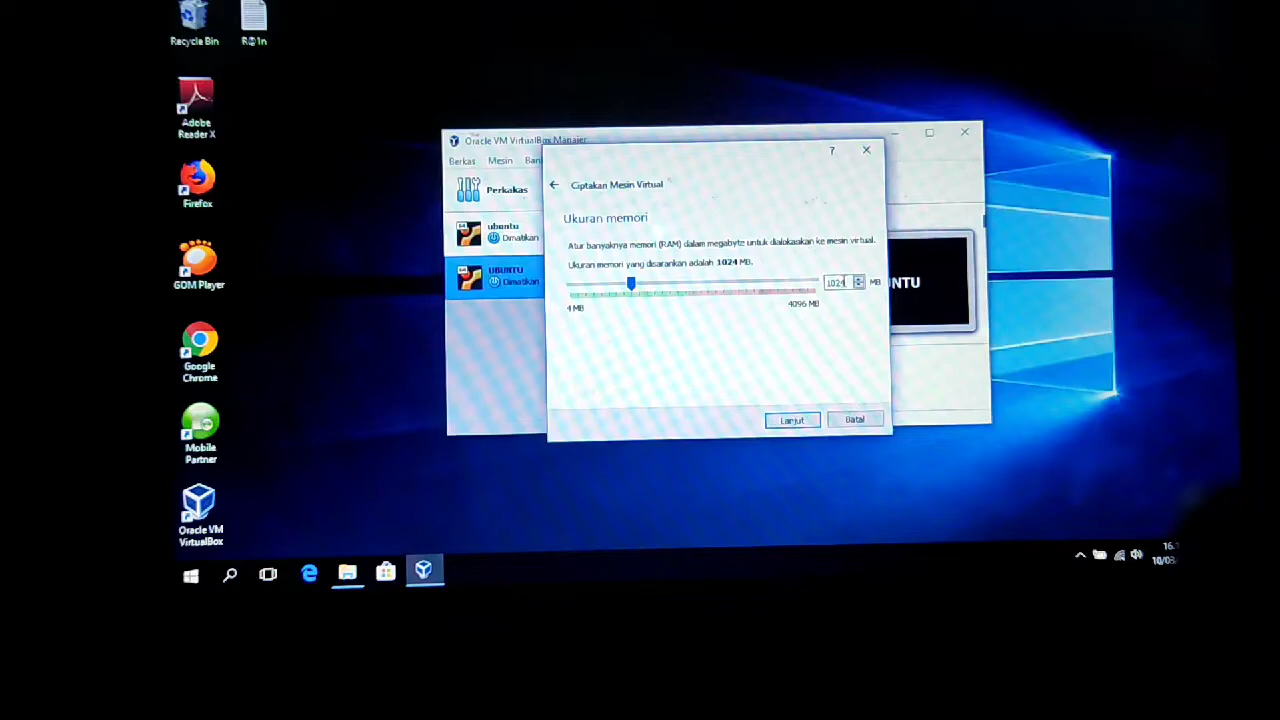 Recycle Bin
Adobe
Reader X
Firefox
GOM Player
Google
Chrome
Mobile
Partner
Oracle VM
VirtualBox
Oracle VM VirtualBox Manajer
Berkas Mesin
Perkakas
ubuntu
Dimatikan
UBUNTU
Dimatikan
? 
Ciptakan Mesin Virtual
Ukuran memori
Atur banyaknya memori (RAM) dalam megabyte untuk dialokasikan ke mesin virtual.
Ukuran memori yang disarankan adalah 1024 MB.
1024 MB
4 MB 4096 MB
Lanjut Batal
UNTU
16.
10/03